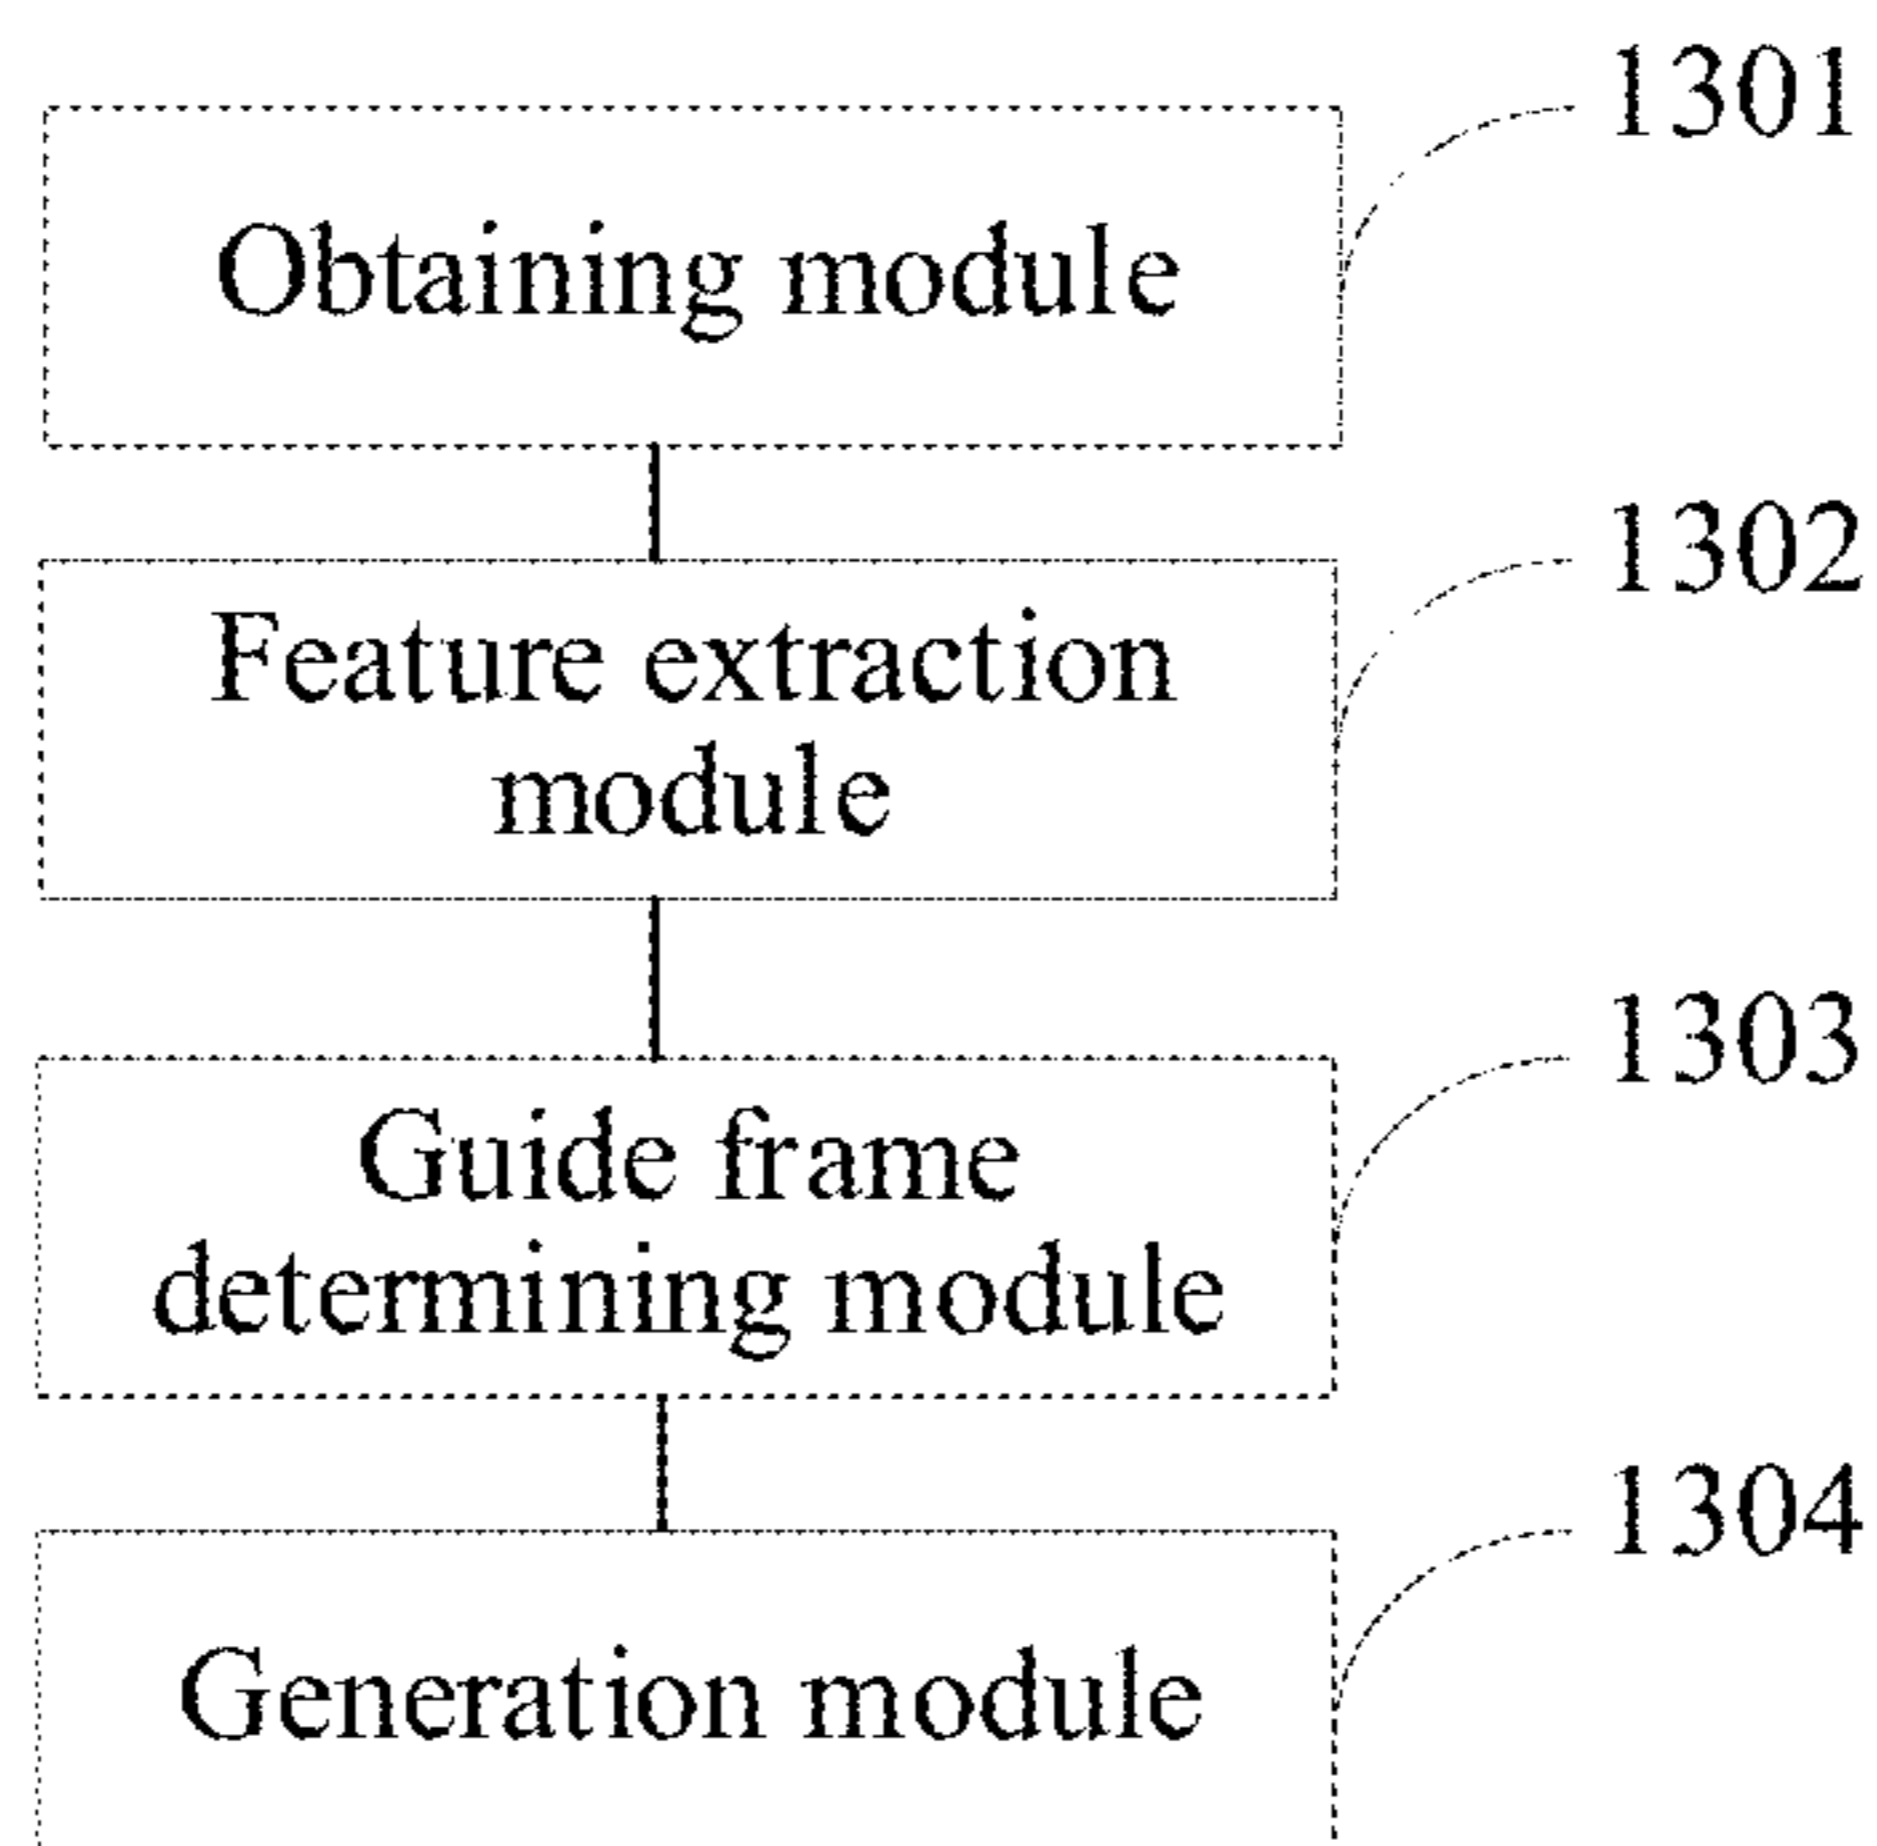 1301
Obtaining module
1302
Feature extraction
module
1303
Guide frame
determining module
1304
Generation module